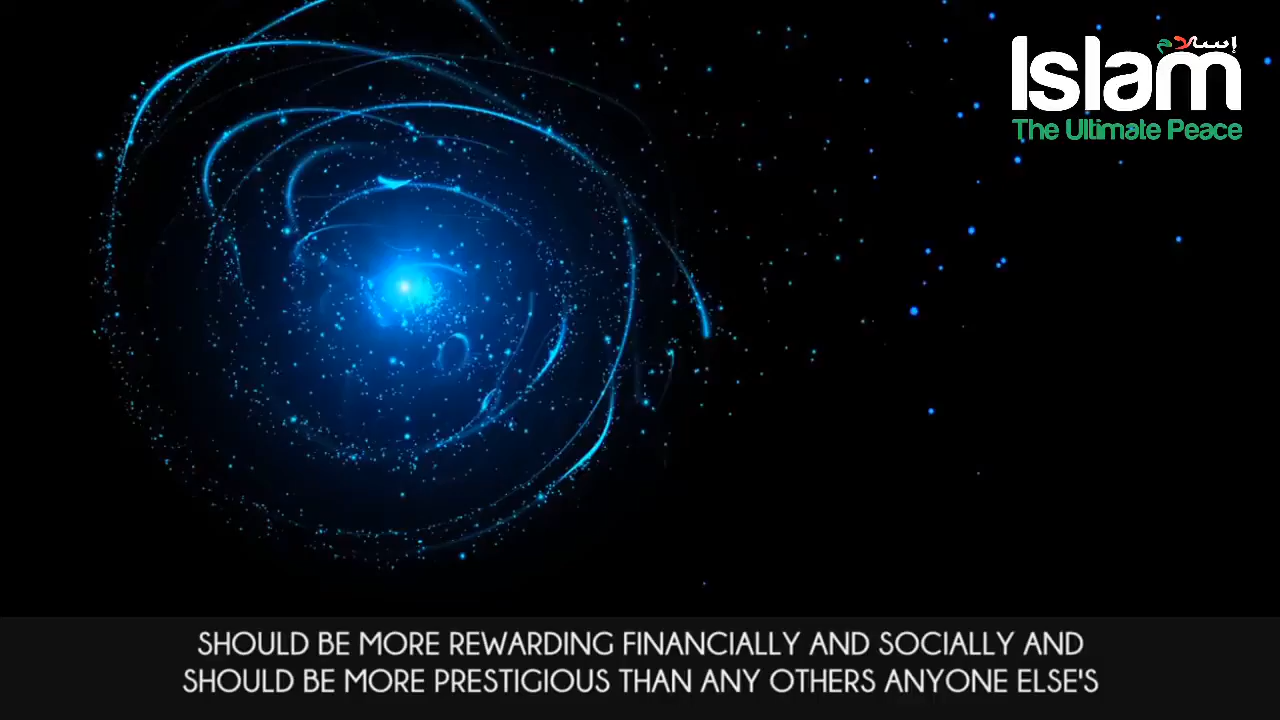 إسلام
Islam
The Ultimate Peace
SHOULD BE MORE REWARDING FINANCIALLY AND SOCIALLY AND
SHOULD BE MORE PRESTIGIOUS THAN ANY OTHERS ANYONE ELSE'S